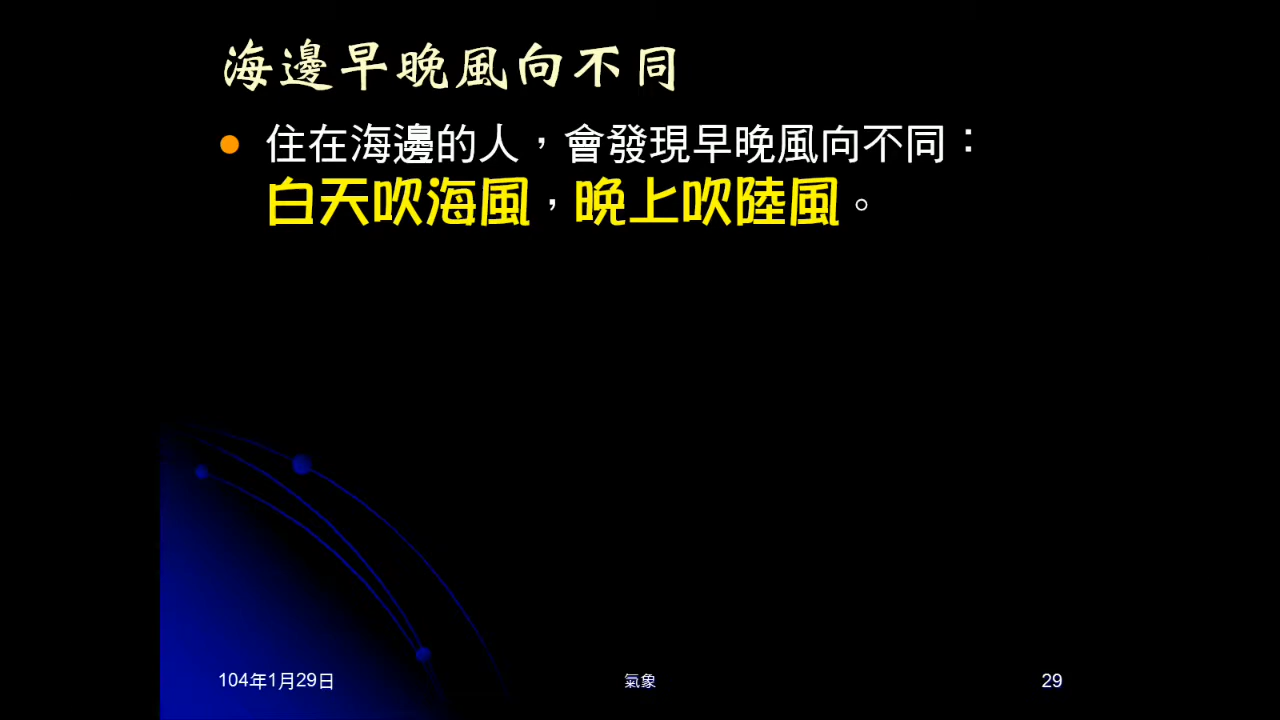 海邊早晚風向不同
住在海邊的人，會發現早晚風向不同：
白天吹海風，晚上吹陸風。
104年1月29日
氣象
29